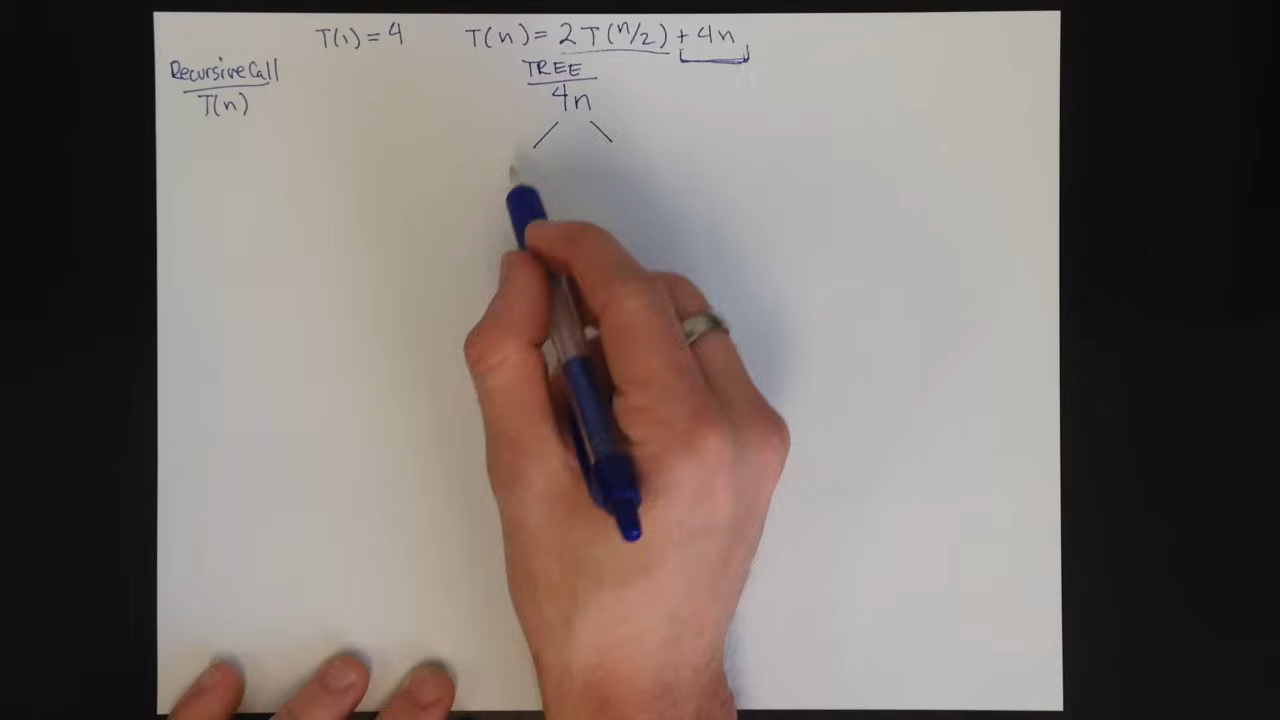 T(1) = 4 T(n) = 2T(n/2) + 4n
Recursive Call TREE
T(n) 4n